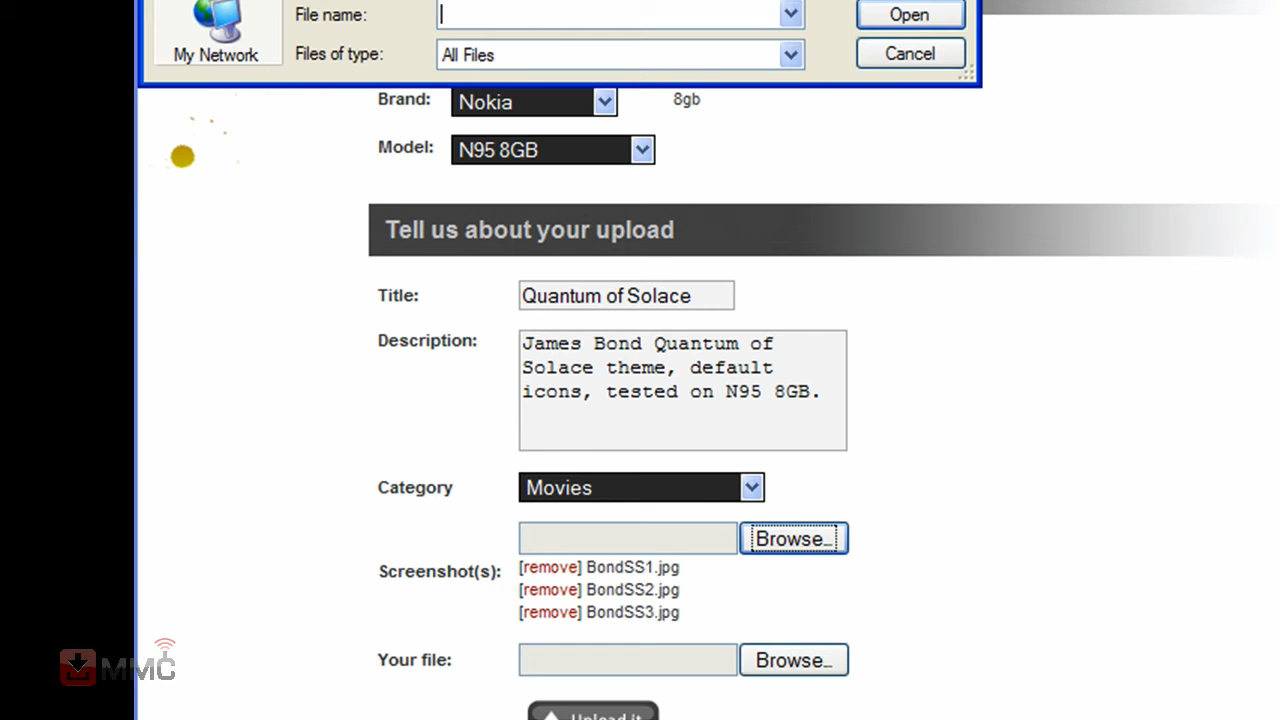 File name:
Open
My Network
Files of type:
All Files
Cancel
Brand:
Nokia
8gb
Model:
N95 8GB
Tell us about your upload
Title:
Quantum of Solace
Description:
James Bond Quantum of
Solace theme, default
icons, tested on N95 8GB.
Category
Movies
Browse...
Screenshot(s):
[remove] BondSS1.jpg
[remove] BondSS2.jpg
[remove] BondSS3.jpg
Your file:
Browse...
Upload it
MMC